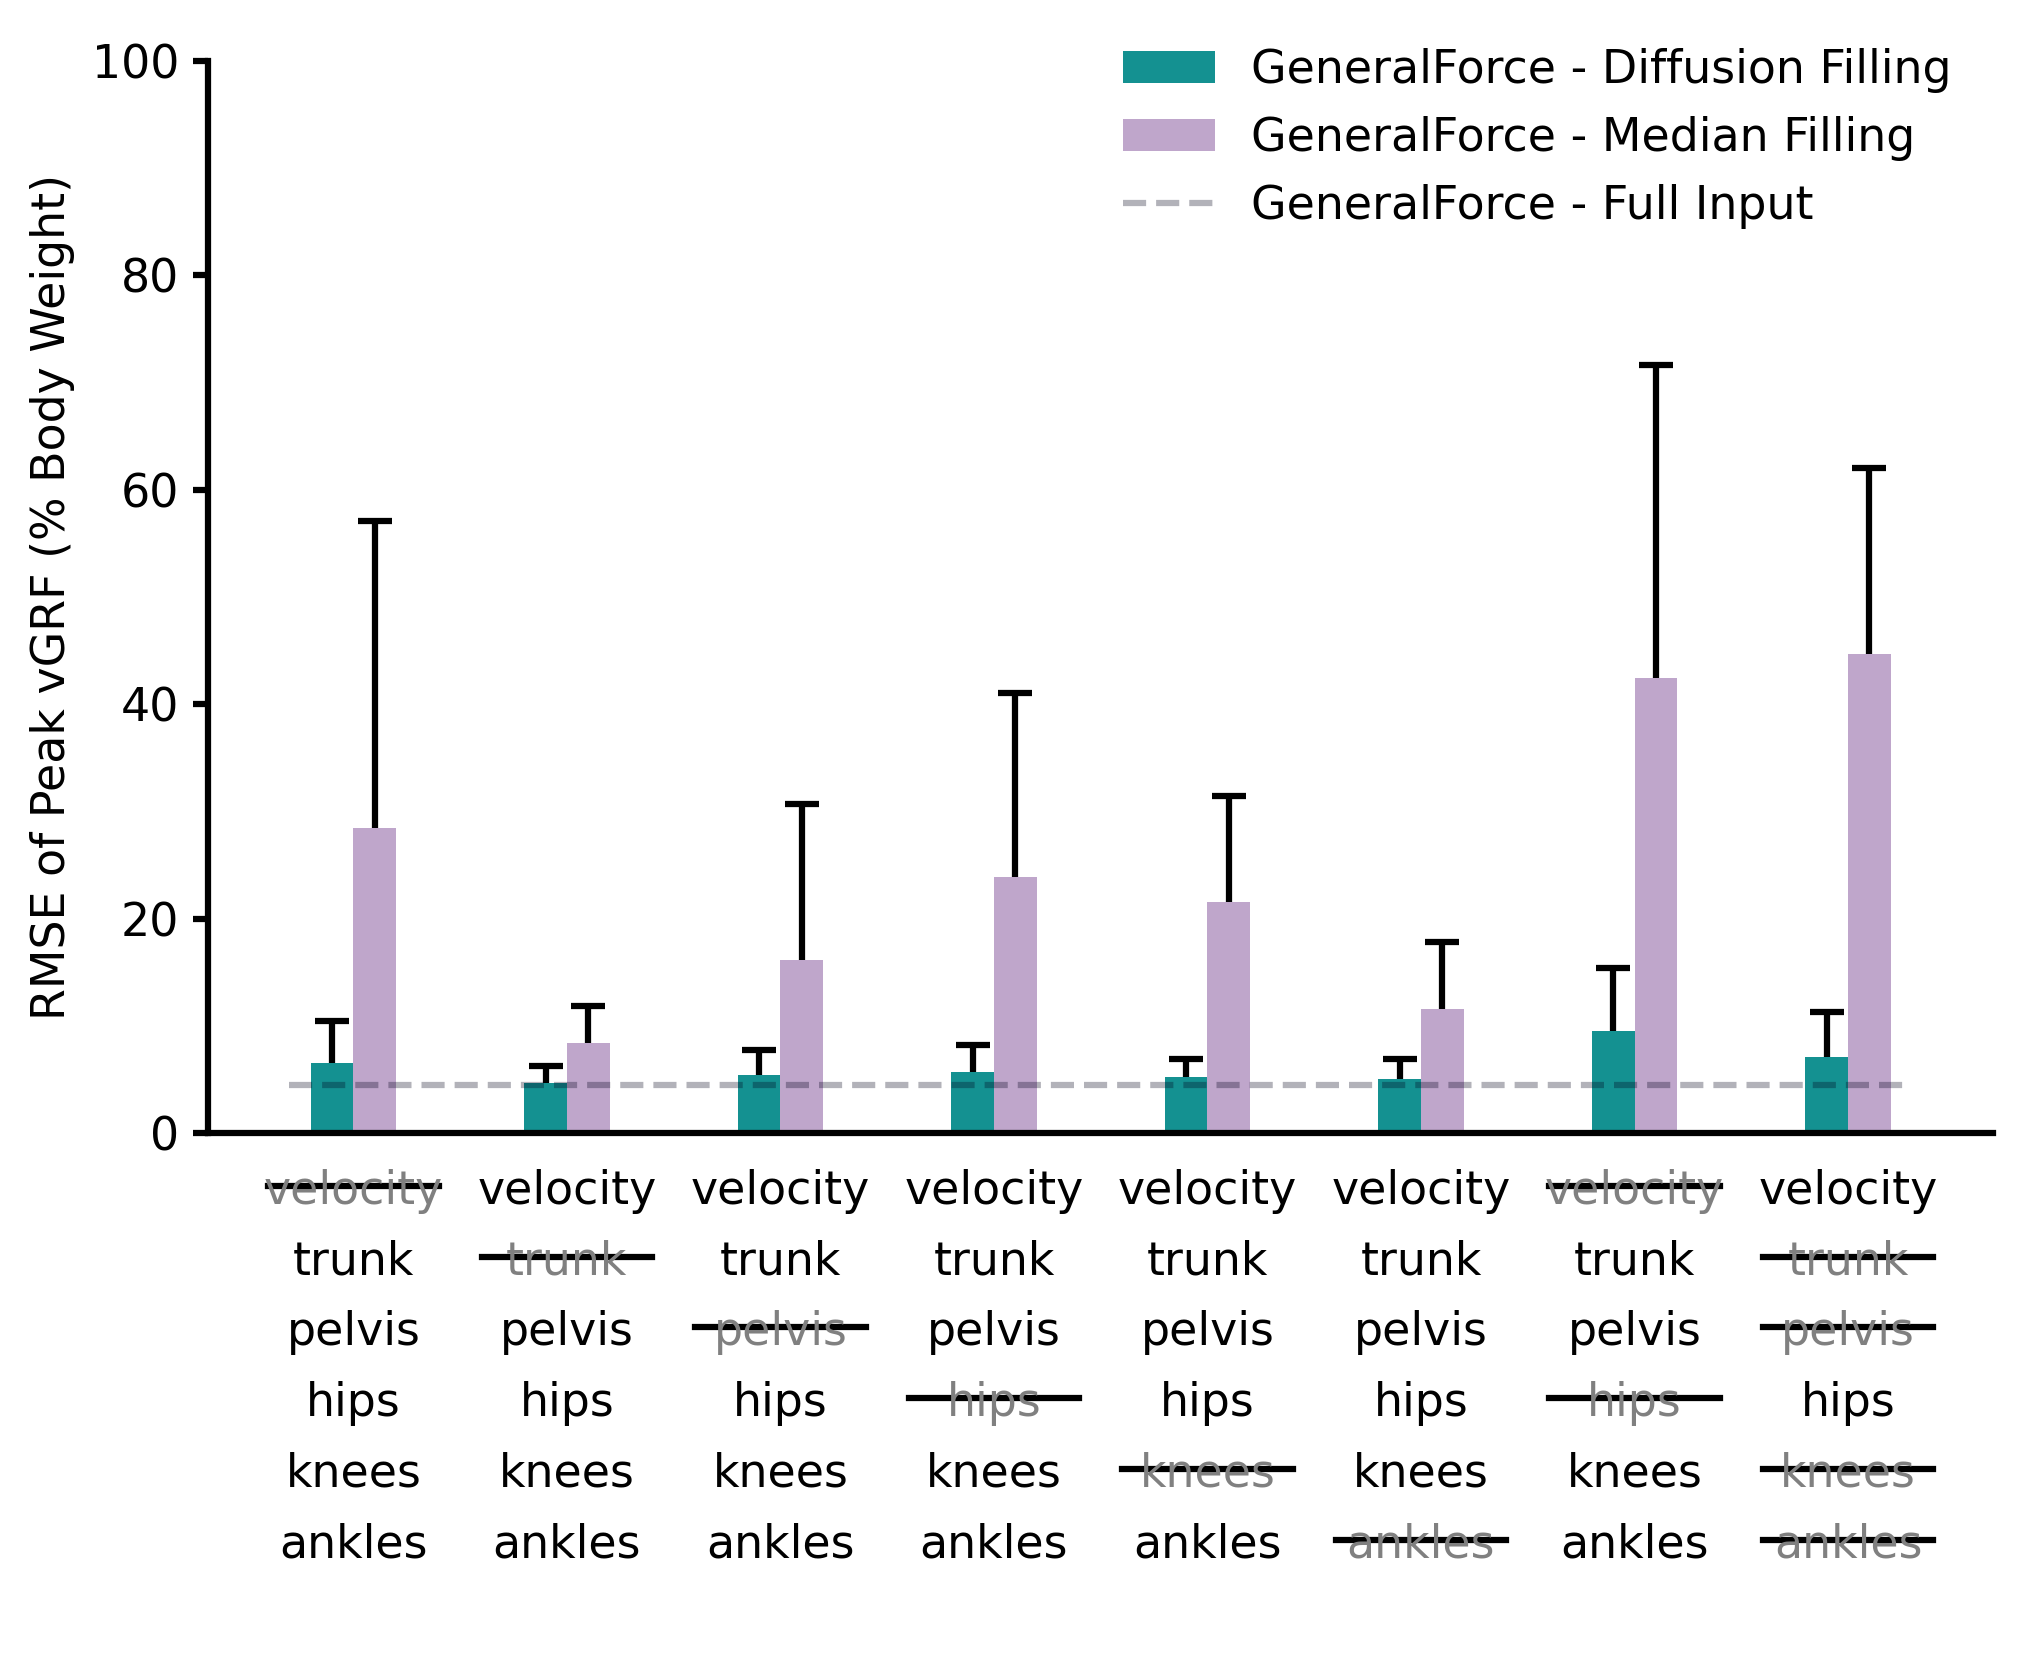 GeneralForce - Diffusion Filling
GeneralForce - Median Filling
GeneralForce - Full Input
RMSE of Peak vGRF (% Body Weight)
100
80
60
40
20
0
velocity velocity velocity velocity velocity velocity velocity velocity
trunk trunk trunk trunk trunk trunk trunk trunk
pelvis pelvis pelvis pelvis pelvis pelvis pelvis pelvis
hips hips hips hips hips hips hips hips
knees knees knees knees knees knees knees knees
ankles ankles ankles ankles ankles ankles ankles ankles